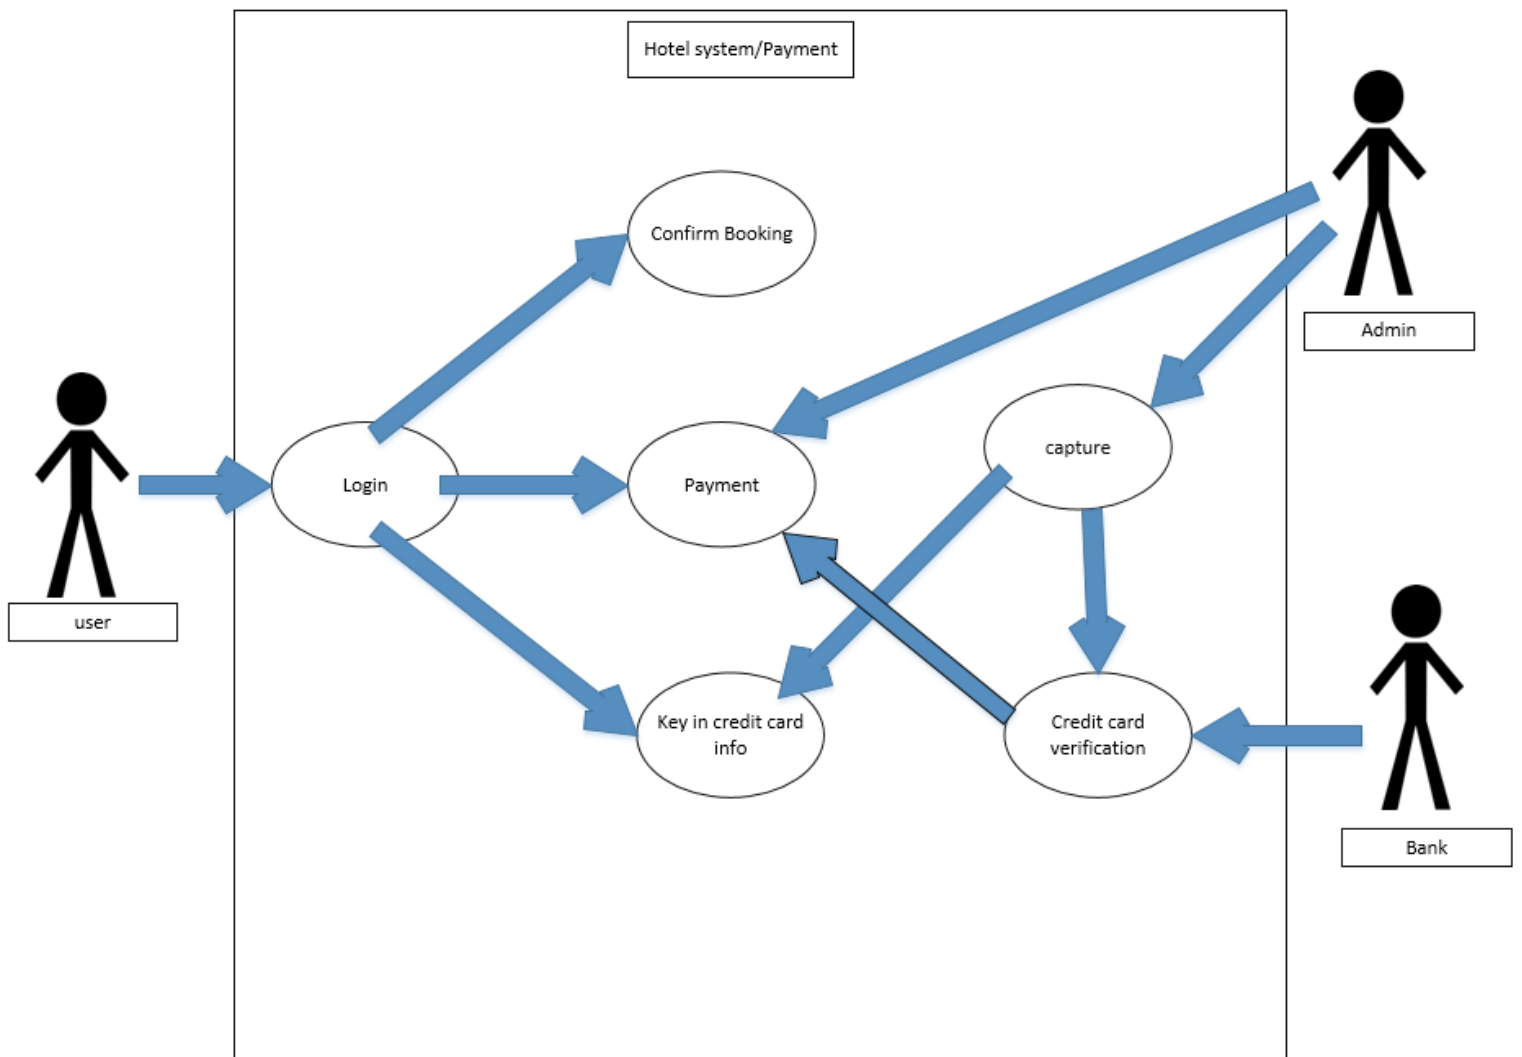 Hotel system/Payment
Confirm Booking
Admin
Login
Payment
capture
user
Key in credit card
info
Credit card
verification
Bank